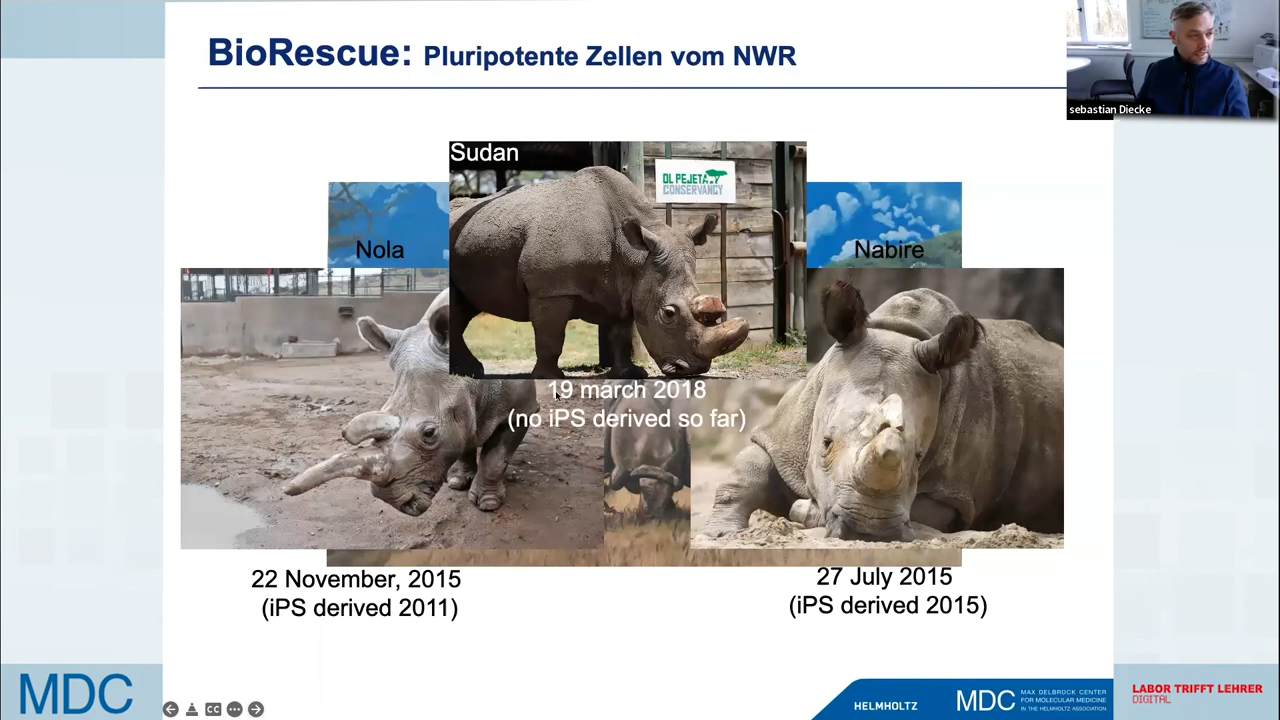 BioRescue: Pluripotente Zellen vom NWR
sebastian Diecke
Sudan
OL PEJETA
CONSERVANCY
Nola
Nabire
19 march 2018
(no iPS derived so far)
22 November, 2015
(iPS derived 2011)
27 July 2015
(iPS derived 2015)
MDC
CC
HELMHOLTZ
MDC
MAX DELBRÜCK CENTER
FOR MOLECULAR MEDICINE
IN THE HELMHOLTZ ASSOCIATION
LABOR TRIFFT LEHRER
DIGITAL